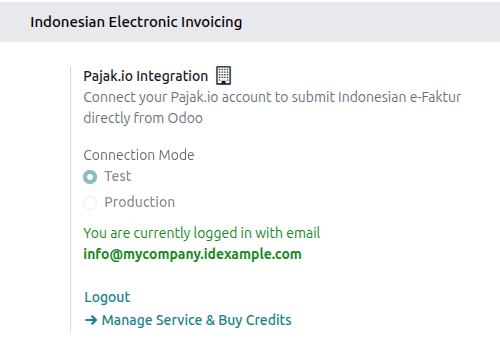 Indonesian Electronic Invoicing
Pajak.io Integration
Connect your Pajak.io account to submit Indonesian e-Faktur
directly from Odoo
Connection Mode
Test
Production
You are currently logged in with email
info@mycompany.idexample.com
Logout
→ Manage Service & Buy Credits